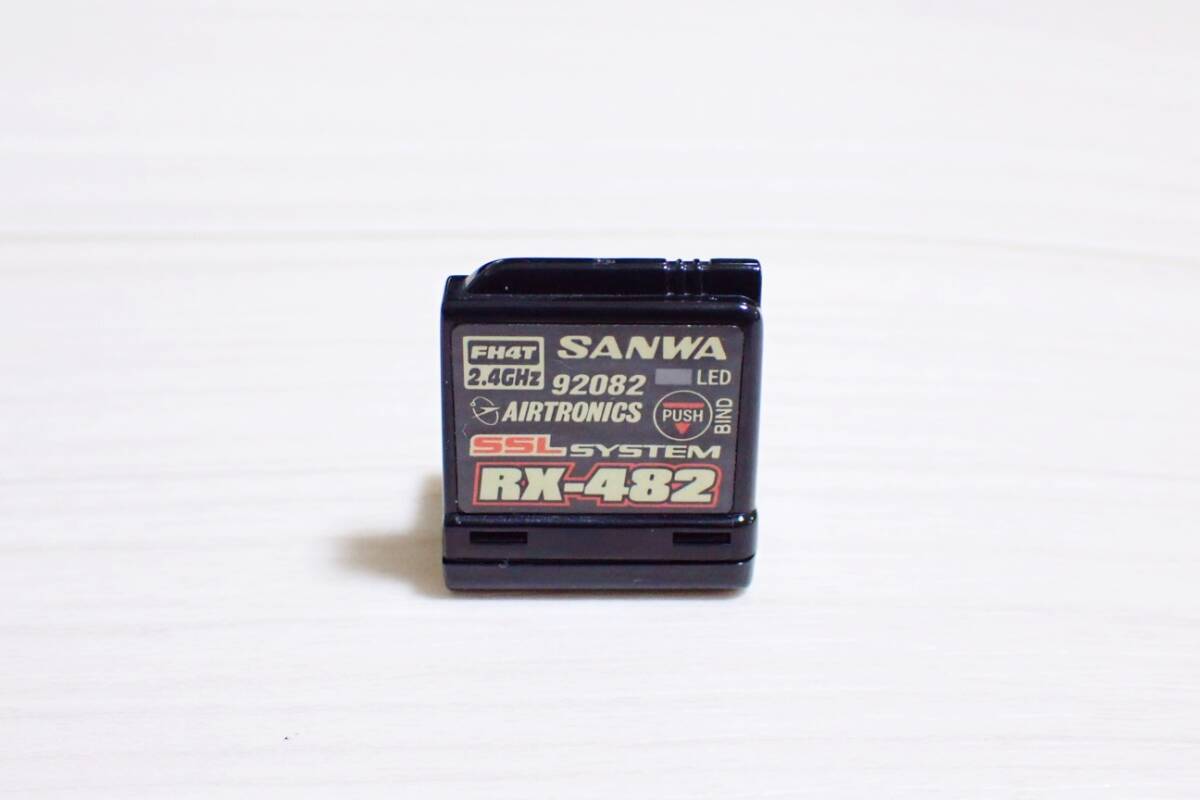 FH4T
2.4GHz
SANWA
92082
LED
AIRTRONICS
PUSH
BIND
SSL SYSTEM
RX-482